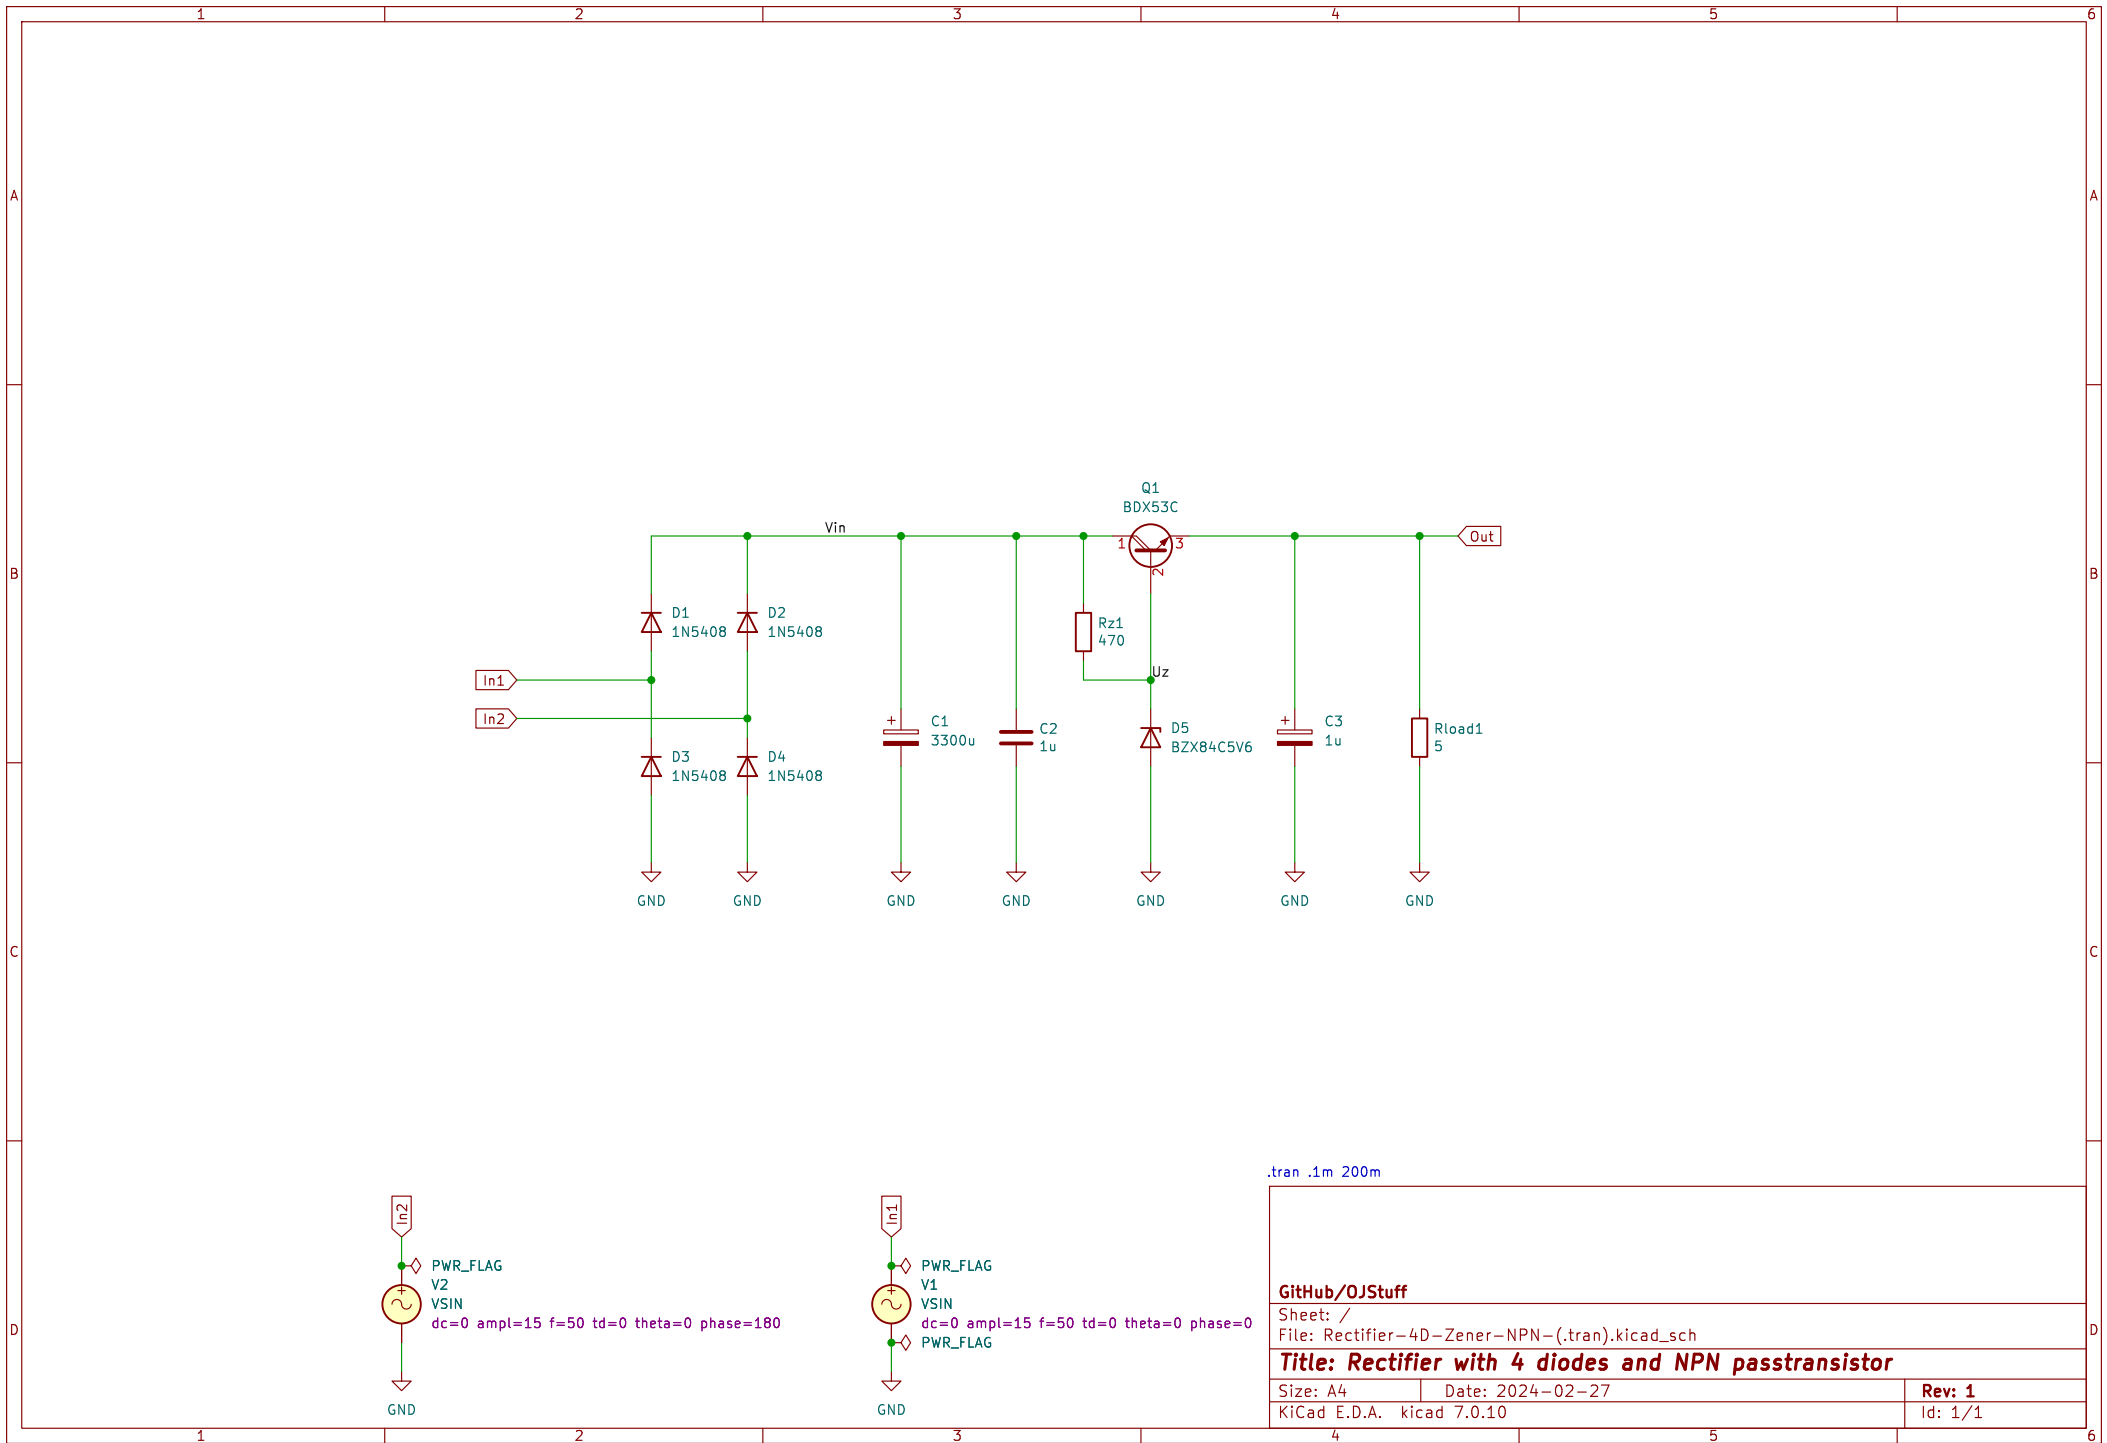 1 2 3 4 5 6
A A
B B
C C
D D
Q1
BDX53C
Vin
1 3
2
Out
D1
1N5408
D2
1N5408
Rz1
470
Uz
In1
In2
D3
1N5408
D4
1N5408
+ C1
3300u
C2
1u
D5
BZX84C5V6
+ C3
1u
Rload1
5
GND GND GND GND GND GND GND
.tran .1m 200m
In2
PWR_FLAG
V2
VSIN
dc=0 ampl=15 f=50 td=0 theta=0 phase=180
GND
In1
PWR_FLAG
V1
VSIN
dc=0 ampl=15 f=50 td=0 theta=0 phase=0
PWR_FLAG
GND
GitHub/OJStuff
Sheet: /
File: Rectifier-4D-Zener-NPN-(.tran).kicad_sch
Title: Rectifier with 4 diodes and NPN passtransistor
Size: A4 Date: 2024-02-27 Rev: 1
KiCad E.D.A. kicad 7.0.10 Id: 1/1
1 2 3 4 5 6